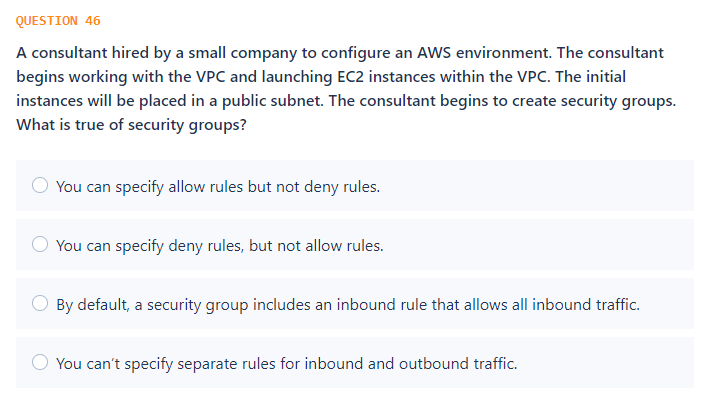 QUESTION 46
A consultant hired by a small company to configure an AWS environment. The consultant
begins working with the VPC and launching EC2 instances within the VPC. The initial
instances will be placed in a public subnet. The consultant begins to create security groups.
What is true of security groups?
You can specify allow rules but not deny rules.
You can specify deny rules, but not allow rules.
By default, a security group includes an inbound rule that allows all inbound traffic.
You can't specify separate rules for inbound and outbound traffic.